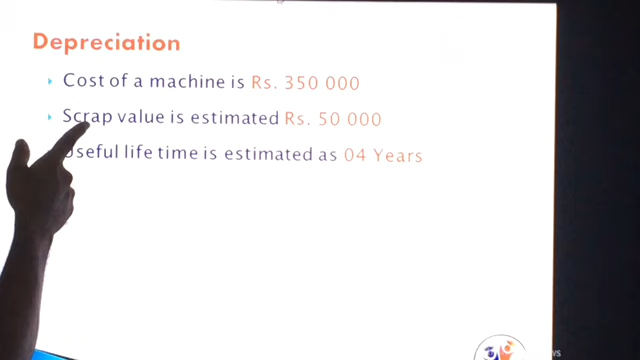 Depreciation
Cost of a machine is Rs. 350 000
Scrap value is estimated Rs. 50 000
Useful life time is estimated as 04 Years